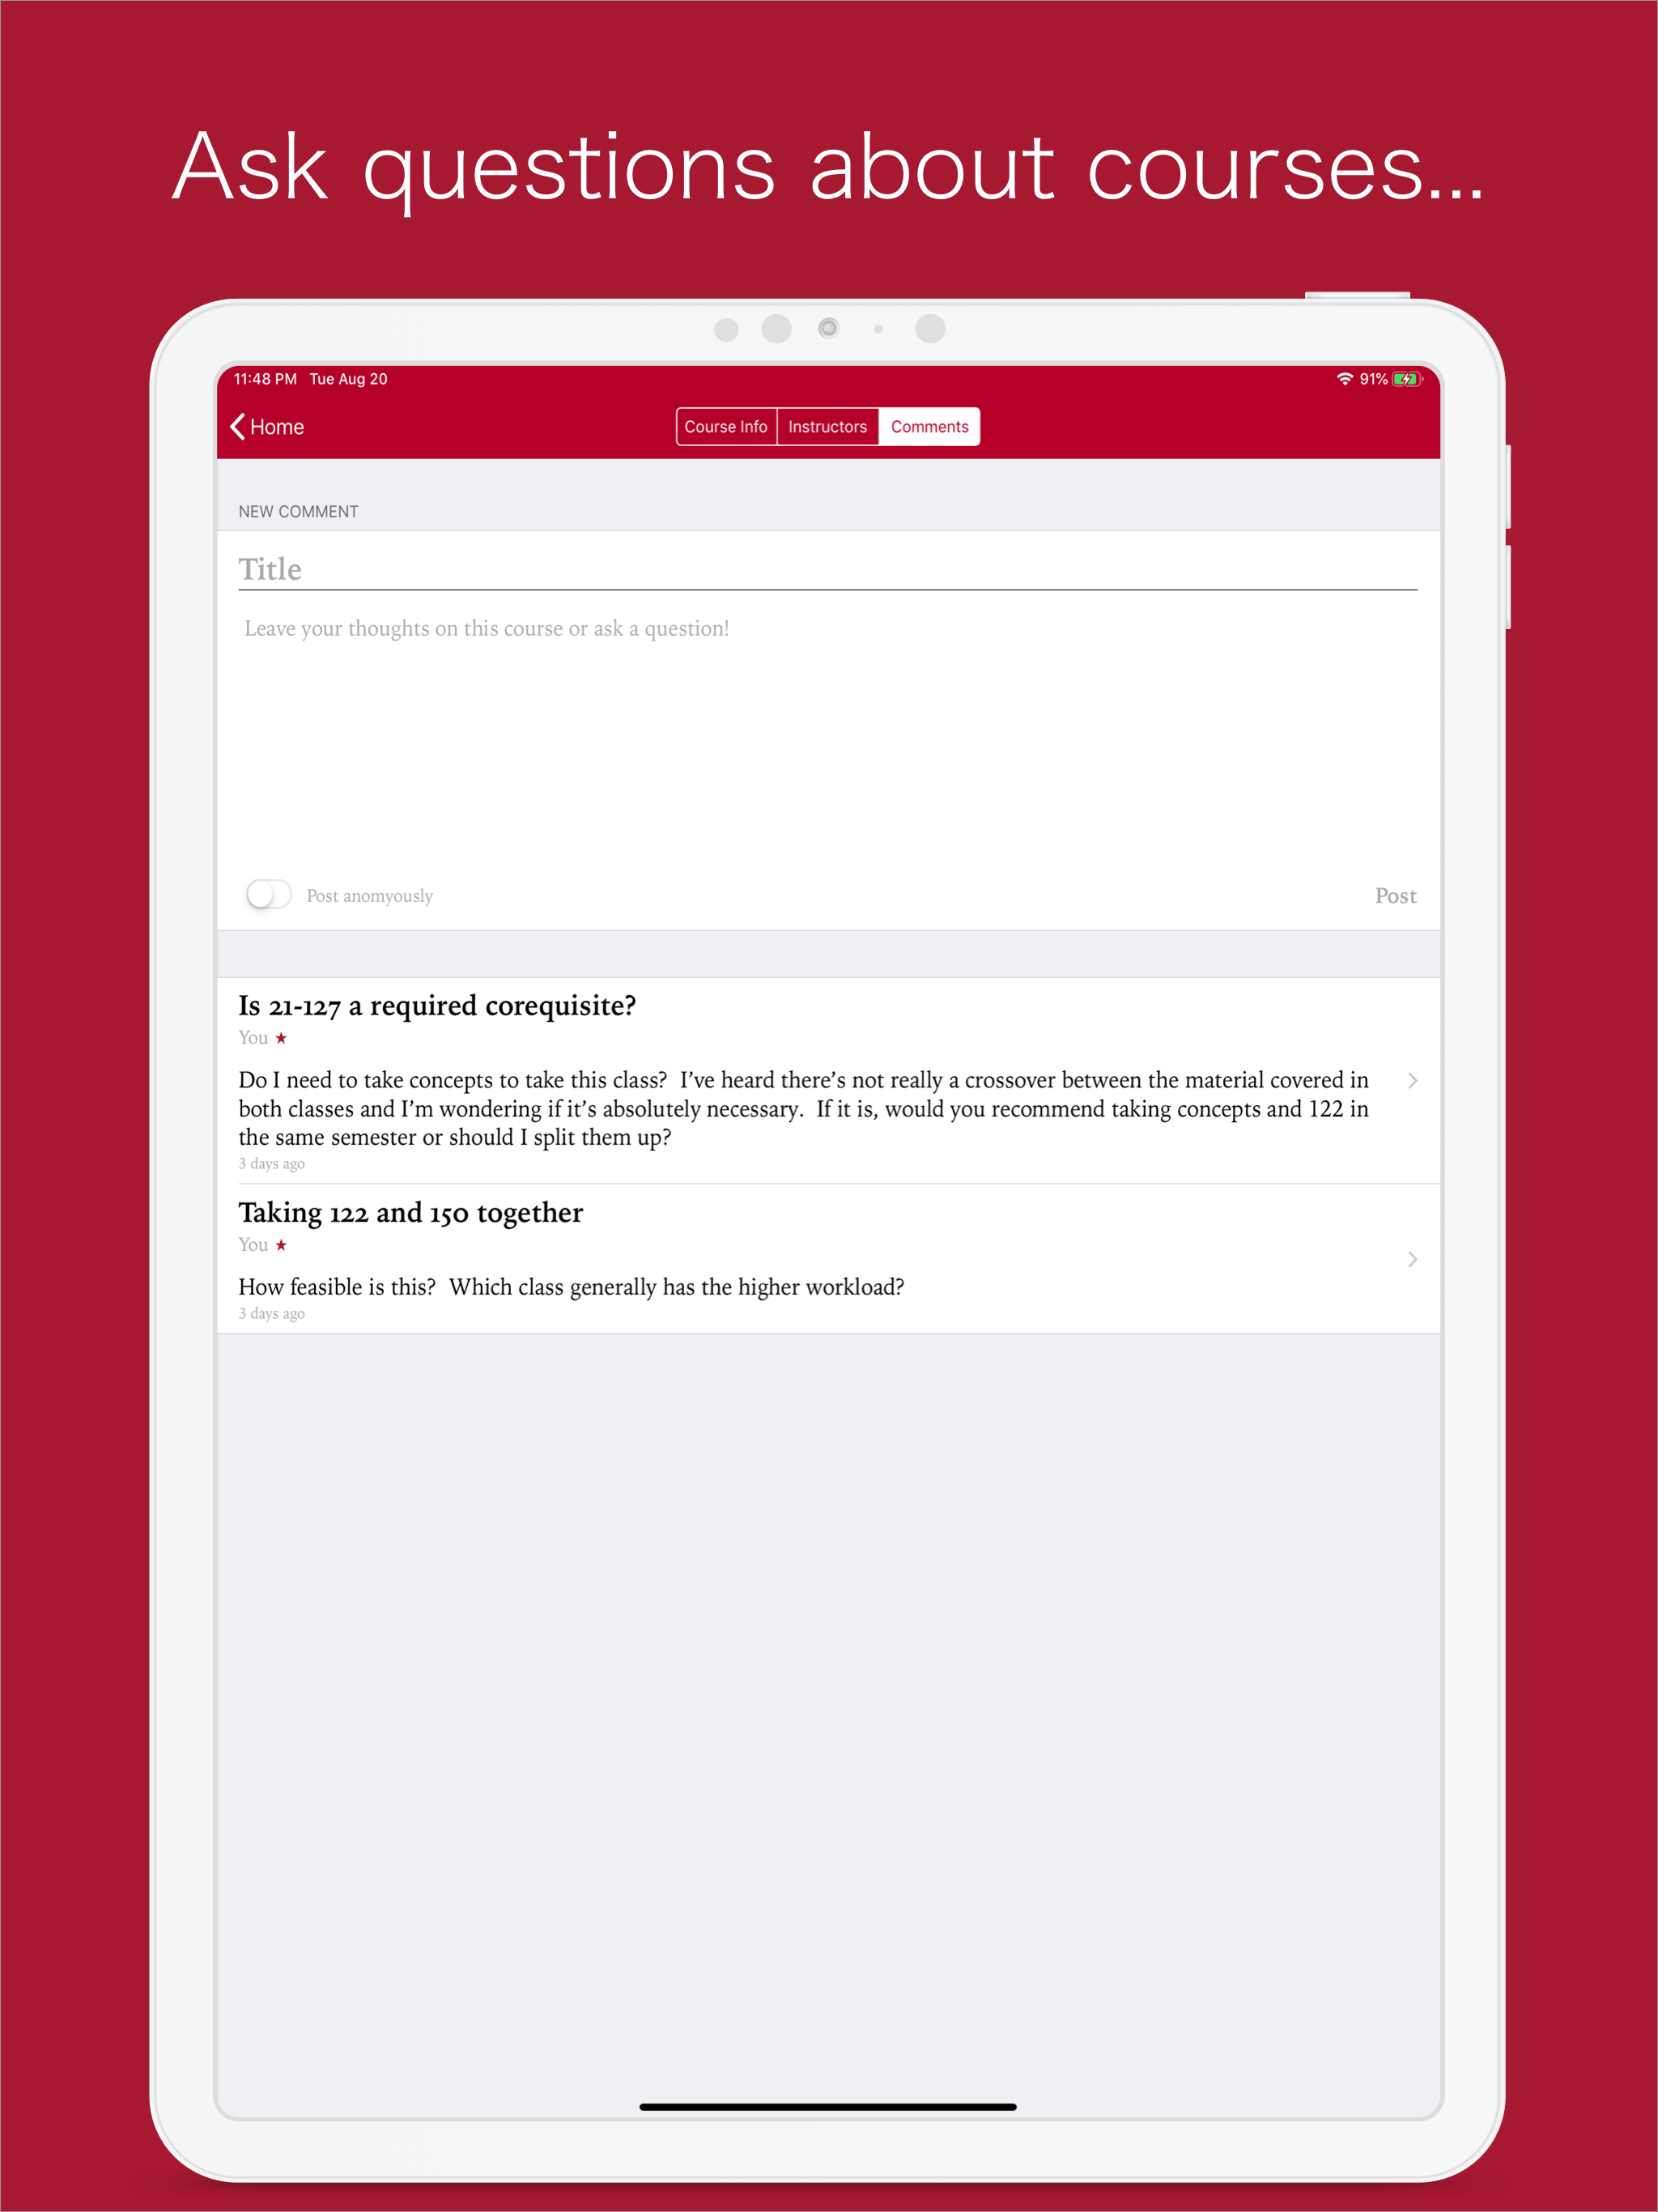 Ask questions about courses...
11:48 PM Tue Aug 20
91%
Home
Course Info Instructors Comments
NEW COMMENT
Title
Leave your thoughts on this course or ask a question!
Post anomyously
Post
Is 21-127 a required corequisite?
You ★
Do I need to take concepts to take this class?  I’ve heard there’s not really a crossover between the material covered in
both classes and I’m wondering if it’s absolutely necessary.  If it is, would you recommend taking concepts and 122 in
the same semester or should I split them up?
3 days ago
Taking 122 and 150 together
You ★
How feasible is this?  Which class generally has the higher workload?
3 days ago